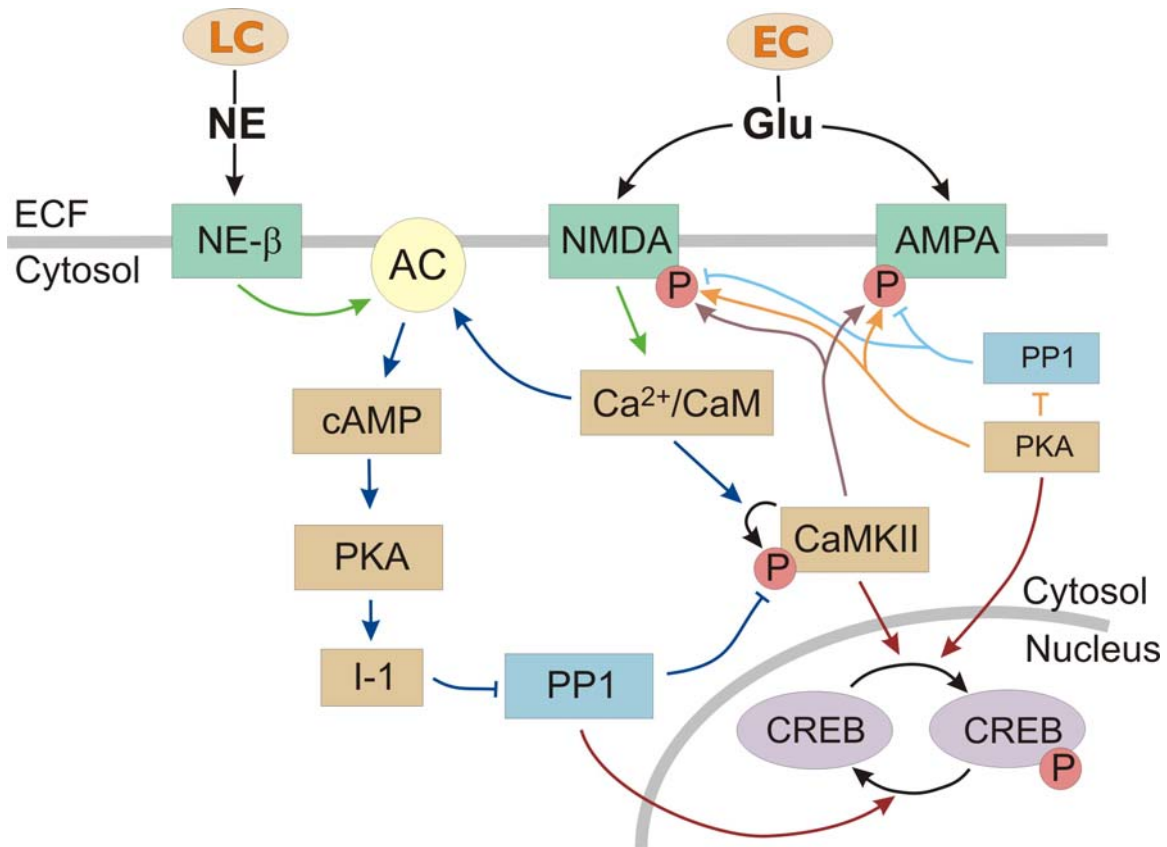 LC
EC
NE
Glu
ECF
NE-β
AC
NMDA
AMPA
Cytosol
P
P
PP1
cAMP
Ca²⁺/CaM
PKA
PKA
CaMKII
P
Cytosol
I-1
PP1
Nucleus
CREB
CREB
P